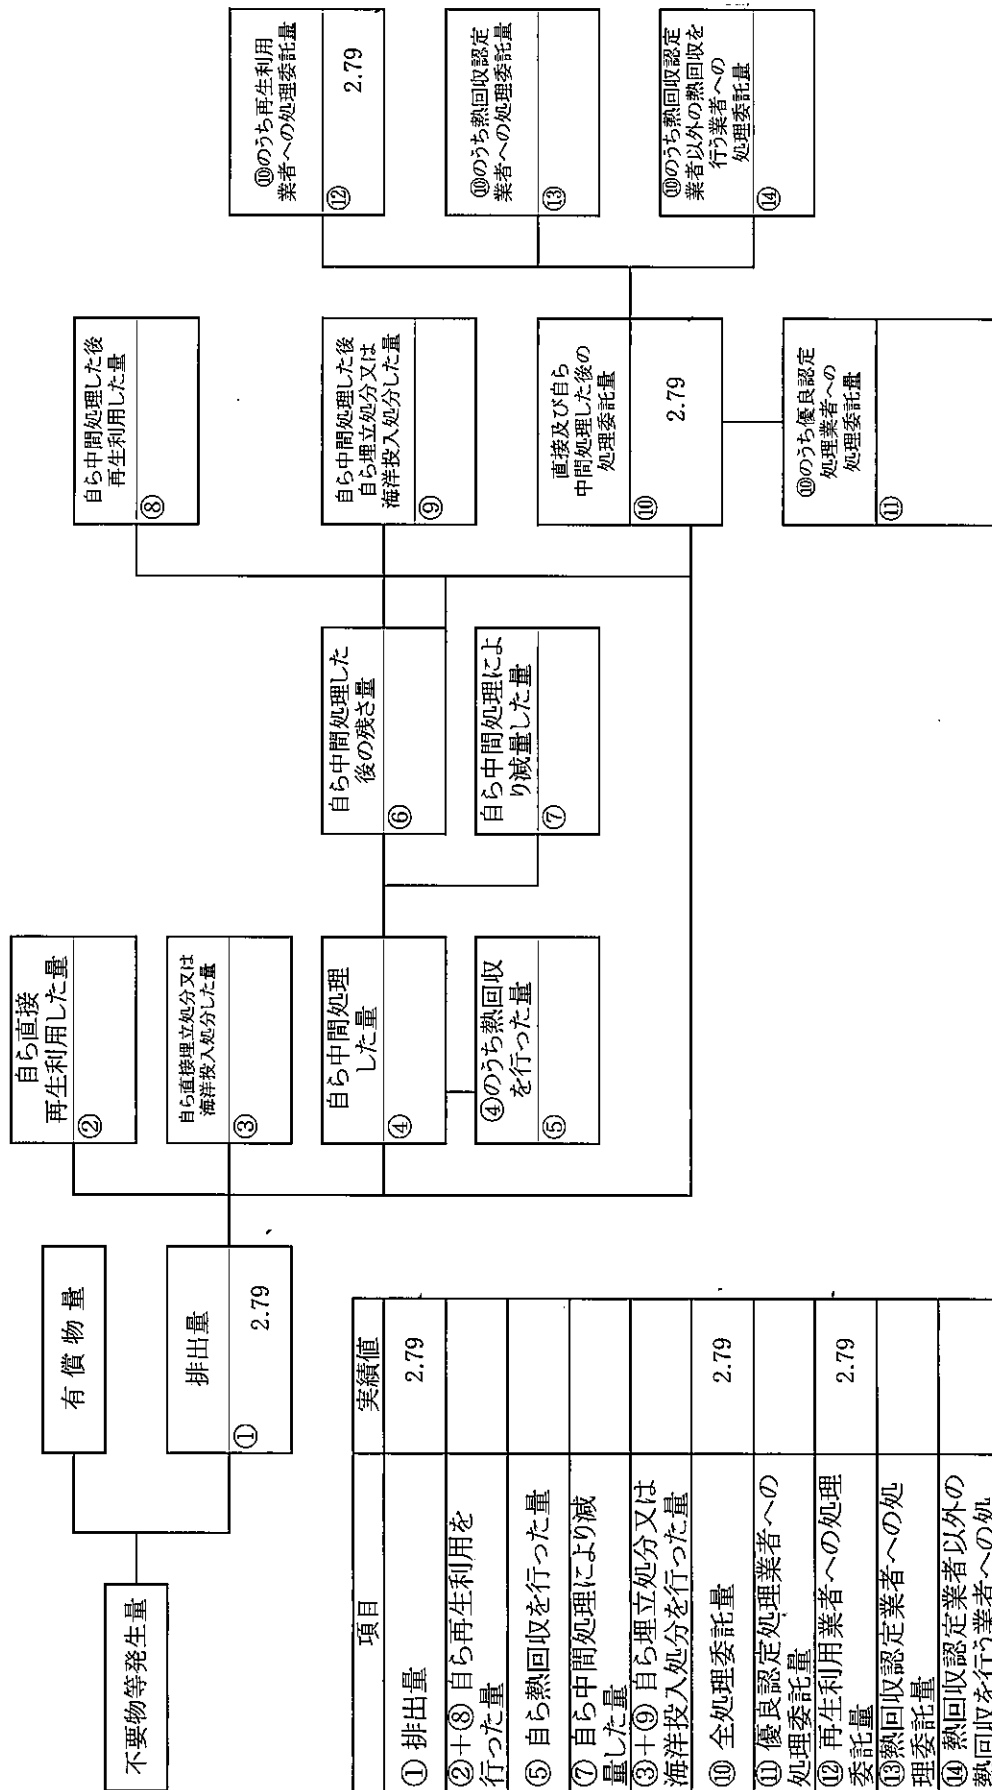 不要物等発生量
有償物量
排出量
①
2.79
自ら直接
再生利用した量
②
自ら直接埋立処分又は
海洋投入処分した量
③
自ら中間処理
した量
④
④のうち熱回収
を行った量
⑤
自ら中間処理した
後の残さ量
⑥
自ら中間処理によ
り減量した量
⑦
自ら中間処理した後
再生利用した量
⑧
自ら中間処理した後
自ら埋立処分又は
海洋投入処分した量
⑨
直接及び自ら
中間処理した後の
処理委託量
⑩
2.79
⑩のうち優良認定
処理業者への
処理委託量
⑪
⑩のうち再生利用
業者への処理委託量
⑫
2.79
⑩のうち熱回収認定
業者への処理委託量
⑬
⑩のうち熱回収認定
業者以外の熱回収を
行う業者への
処理委託量
⑭
項目 実績値
① 排出量 2.79
②+⑧ 自ら再生利用を
行った量
⑤ 自ら熱回収を行った量
⑦ 自ら中間処理により減
量した量
③+⑨ 自ら埋立処分又は
海洋投入処分を行った量
⑩ 全処理委託量 2.79
⑪ 優良認定処理業者への
処理委託量
⑫ 再生利用業者への処理
委託量 2.79
⑬熱回収認定業者への処
理委託量
⑭ 熱回収認定業者以外の
熱回収を行う業者への処